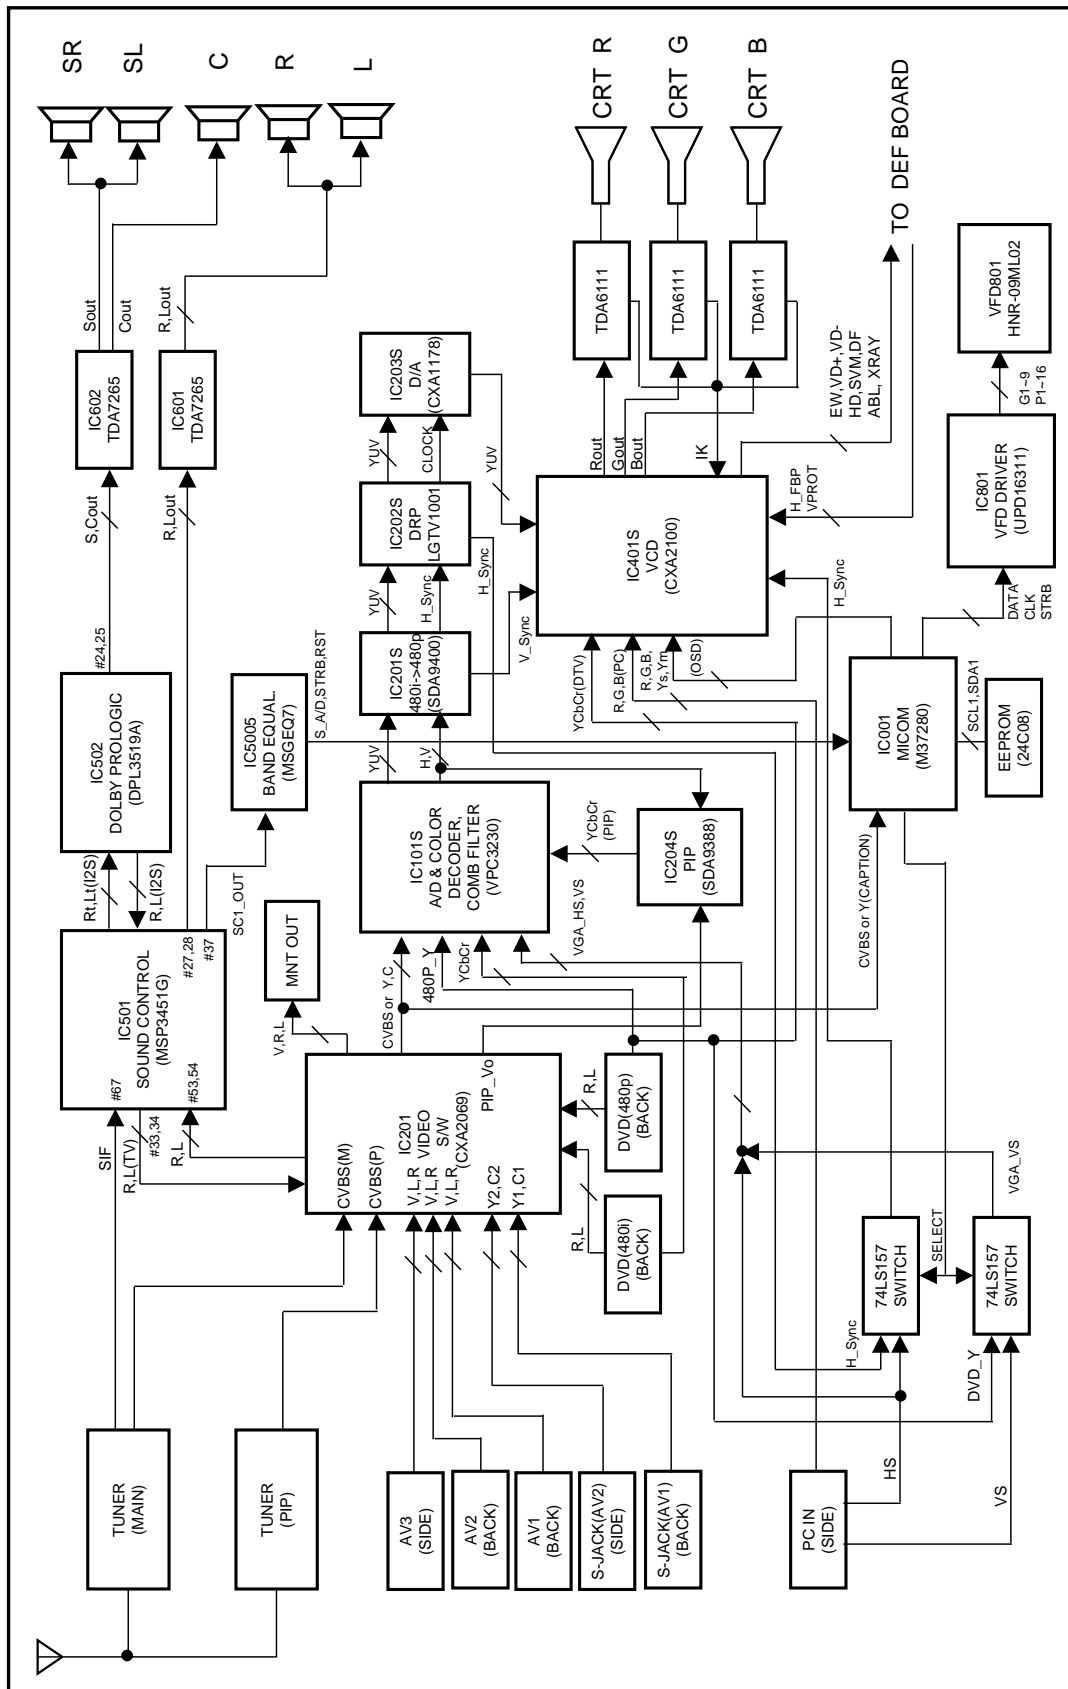 SR
SL
C
R
L
CRT R
CRT G
CRT B
TO DEF BOARD
Sout
Cout
R,Lout
IC602
TDA7265
IC601
TDA7265
S,Cout
R,Lout
#24,25
IC502
DOLBY PROLOGIC
(DPL3519A)
Rt,Lt(I2S)
R,L(I2S)
IC5005
BAND EQUAL.
(MSGEQ7)
S_A/D,STRB,RST
SC1_OUT
IC501
SOUND CONTROL
(MSP3451G)
#67
#53,54
#27,28
#37
#33,34
SIF
R,L(TV)
R,L
MNT OUT
V,R,L
TUNER
(MAIN)
TUNER
(PIP)
IC201
VIDEO
S/W
(CXA2069)
CVBS(M)
CVBS(P)
V,L,R
V,L,R
V,L,R
Y2,C2
Y1,C1
PIP_Vo
CVBS or Y,C
480P_Y
YCbCr
VGA_HS,VS
IC101S
A/D & COLOR
DECODER,
COMB FILTER
(VPC3230)
YUV
H,V
IC201S
480i->480p
(SDA9400)
YUV
H_Sync
IC202S
DRP
LGTV1001
YUV
CLOCK
IC203S
D/A
(CXA1178)
YUV
H_Sync
V_Sync
YCbCr
(PIP)
IC204S
PIP
(SDA9388)
IC401S
VCD
(CXA2100)
Rout
Gout
Bout
IK
TDA6111
TDA6111
TDA6111
EW,VD+,VD-
HD,SVM,DF
ABL, XRAY
H_FBP
VPROT
H_Sync
YCbCr(DTV)
R,G,B(PC)
R,G,B,
Ys,Ym
(OSD)
VFD801
HNR-09ML02
G1~9
P1~16
IC801
VFD DRIVER
(UPD16311)
DATA
CLK
STRB
IC001
MICOM
(M37280)
SCL1,SDA1
EEPROM
(24C08)
CVBS or Y(CAPTION)
R,L
DVD(480p)
(BACK)
R,L
DVD(480i)
(BACK)
AV3
(SIDE)
AV2
(BACK)
AV1
(BACK)
S-JACK(AV2)
(SIDE)
S-JACK(AV1)
(BACK)
PC IN
(SIDE)
HS
VS
H_Sync
DVD_Y
74LS157
SWITCH
SELECT
74LS157
SWITCH
VGA_VS